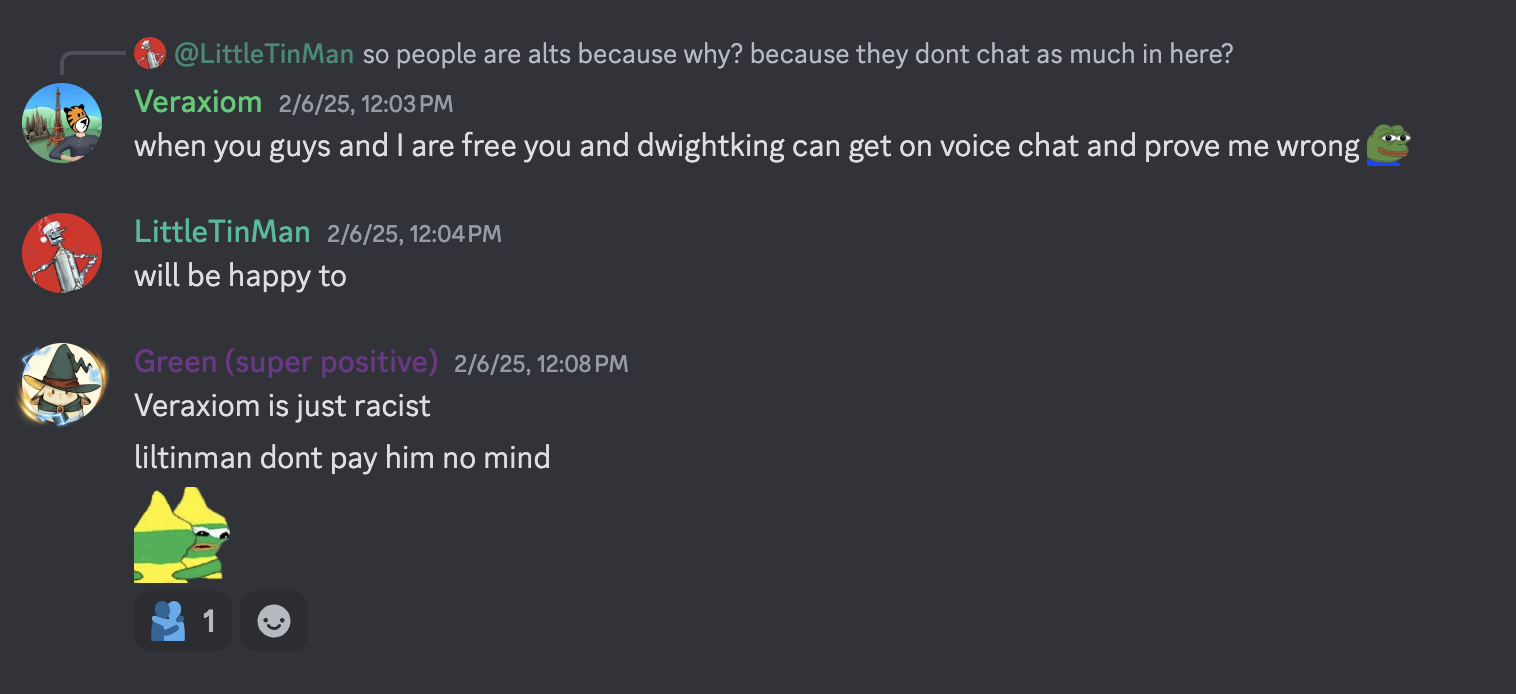 @LittleTinMan so people are alts because why? because they dont chat as much in here?
Veraxiom 2/6/25, 12:03 PM
when you guys and I are free you and dwightking can get on voice chat and prove me wrong
LittleTinMan 2/6/25, 12:04 PM
will be happy to
Green (super positive) 2/6/25, 12:08 PM
Veraxiom is just racist
liltinman dont pay him no mind
1